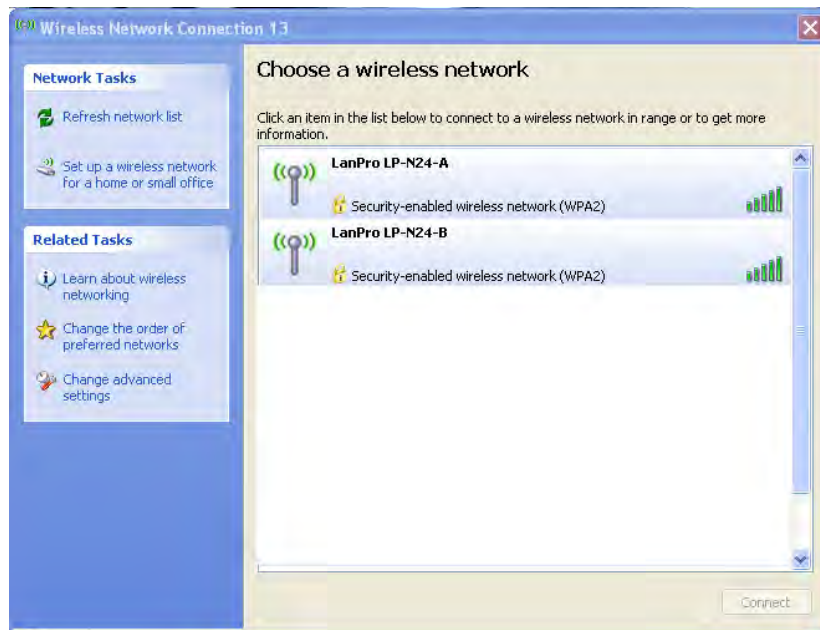 Wireless Network Connection 13
Network Tasks
Refresh network list
Set up a wireless network
for a home or small office
Related Tasks
Learn about wireless
networking
Change the order of
preferred networks
Change advanced
settings
Choose a wireless network
Click an item in the list below to connect to a wireless network in range or to get more
information.
LanPro LP-N24-A
Security-enabled wireless network (WPA2)
LanPro LP-N24-B
Security-enabled wireless network (WPA2)
Connect